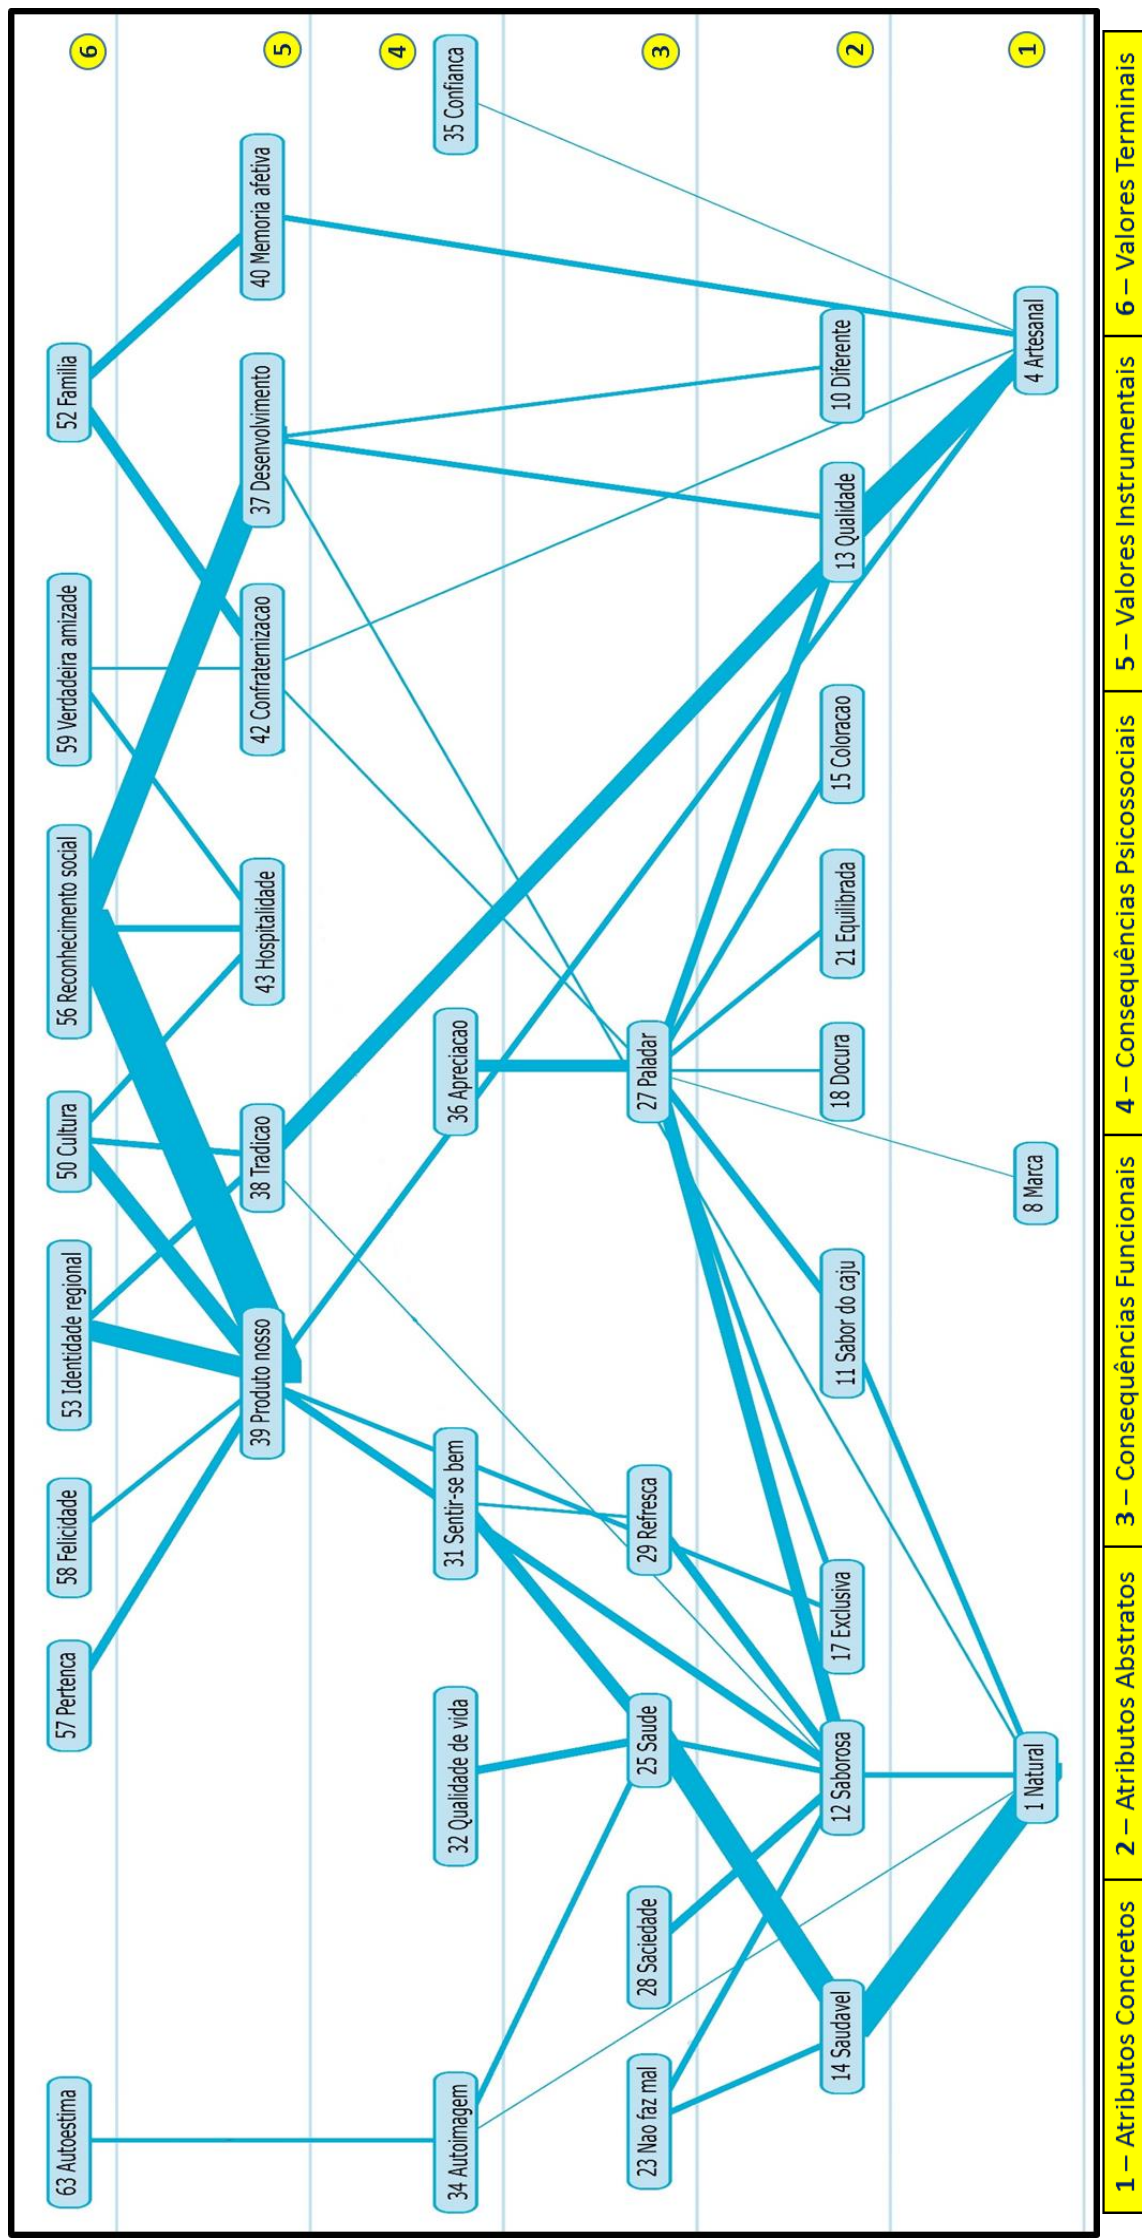 63 Autoestima
57 Pertenca
58 Felicidade
53 Identidade regional
50 Cultura
56 Reconhecimento social
59 Verdadeira amizade
52 Familia
6
39 Produto nosso
38 Tradicao
43 Hospitalidade
42 Confraternizacao
37 Desenvolvimento
40 Memoria afetiva
5
34 Autoimagem
32 Qualidade de vida
31 Sentir-se bem
36 Apreciacao
35 Confianca
4
23 Nao faz mal
28 Saciedade
25 Saude
29 Refresca
27 Paladar
3
14 Saudavel
12 Saborosa
17 Exclusiva
11 Sabor do caju
18 Docura
21 Equilibrada
15 Coloracao
13 Qualidade
10 Diferente
2
1 Natural
8 Marca
4 Artesanal
1
1 – Atributos Concretos
2 – Atributos Abstratos
3 – Consequências Funcionais
4 – Consequências Psicossociais
5 – Valores Instrumentais
6 – Valores Terminais